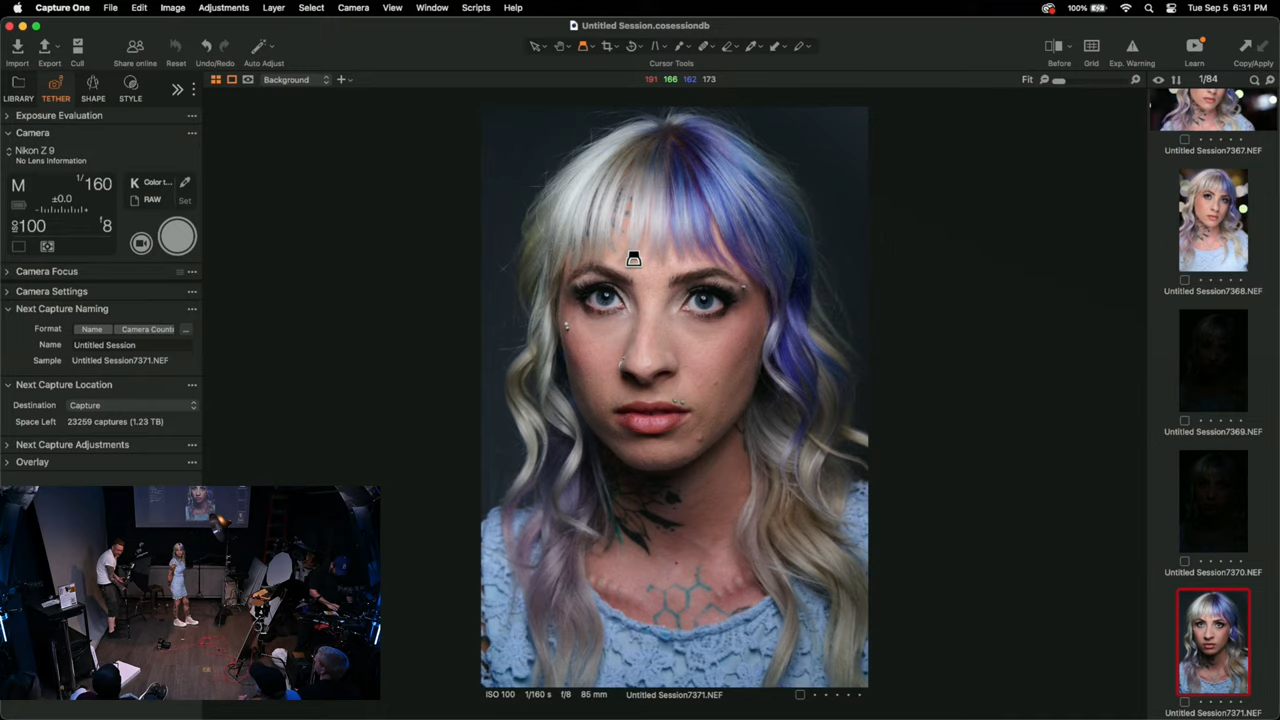 Capture One File Edit Image Adjustments Layer Select Camera View Window Scripts Help
100% Tue Sep 5 6:31 PM
Untitled Session.cosessiondb
Import Export Cull Share online Reset Undo/Redo Auto Adjust Cursor Tools Before Grid Exp. Warning Learn Copy/Apply
LIBRARY TETHER SHAPE STYLE
Background
191 166 162 173
Fit
1/84
Exposure Evaluation
Camera
Nikon Z 9
No Lens Information
M 1/160
±0.0
ISO 100 f8
K Color t...
RAW Set
Camera Focus
Camera Settings
Next Capture Naming
Format Name Camera Count ...
Name Untitled Session
Sample Untitled Session7371.NEF
Next Capture Location
Destination Capture
Space Left 23259 captures (1.23 TB)
Next Capture Adjustments
Overlay
ISO 100 1/160 s f/8 85 mm Untitled Session7371.NEF
Untitled Session7367.NEF
Untitled Session7368.NEF
Untitled Session7369.NEF
Untitled Session7370.NEF
Untitled Session7371.NEF